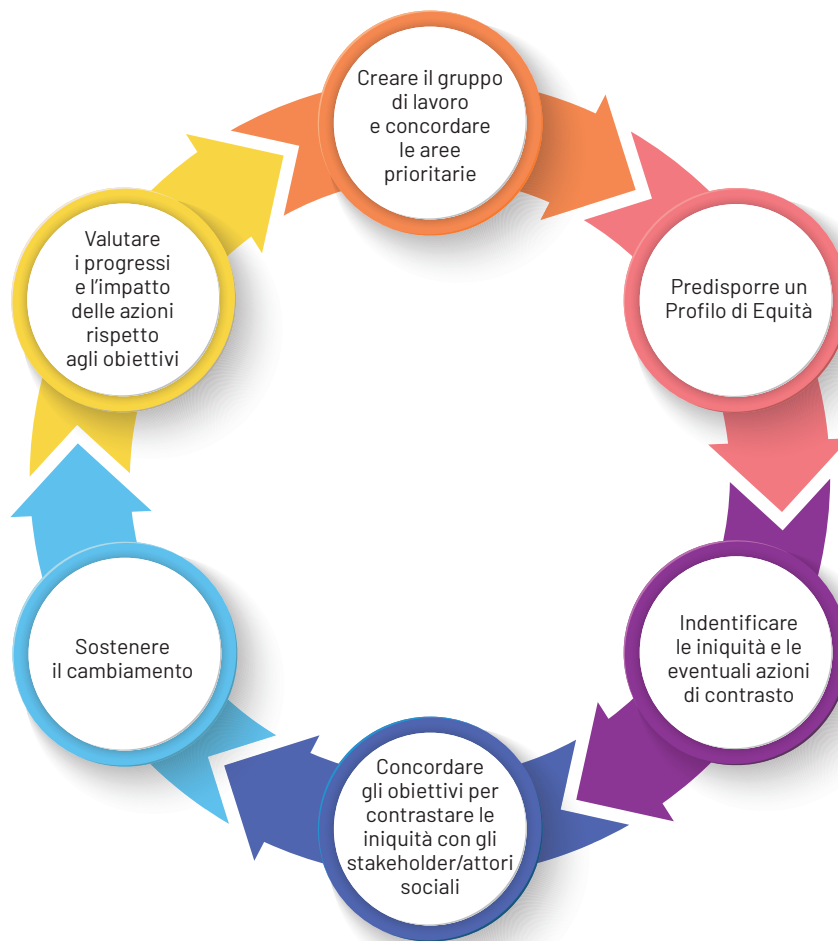 Creare il gruppo
di lavoro
e concordare
le aree
prioritarie
Predisporre un
Profilo di Equità
Indentificare
le iniquità e le
eventuali azioni
di contrasto
Concordare
gli obiettivi per
contrastare le
iniquità con gli
stakeholder/attori
sociali
Sostenere
il cambiamento
Valutare
i progressi
e l'impatto
delle azioni
rispetto
agli obiettivi